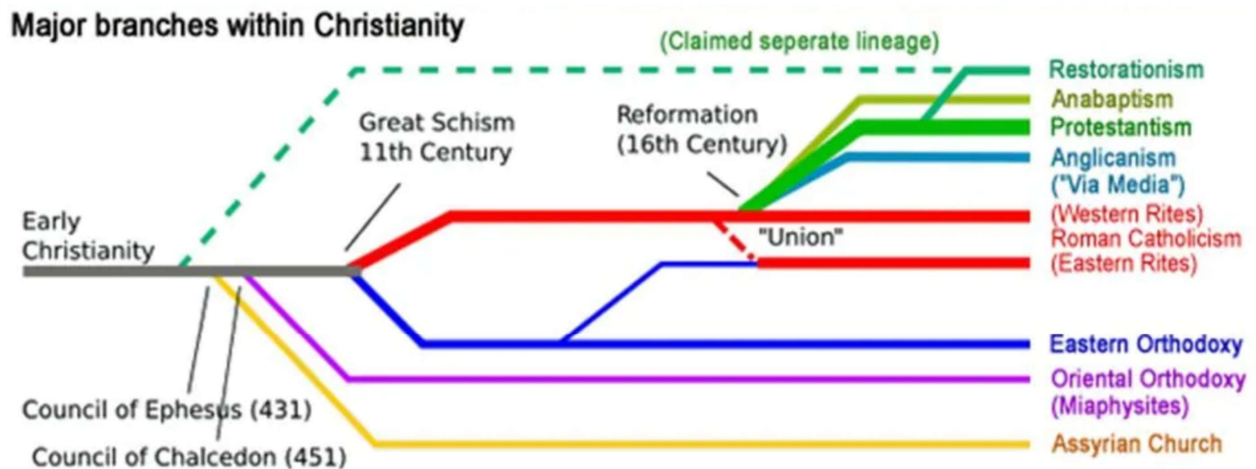 Major branches within Christianity
(Claimed seperate lineage)
Great Schism
11th Century
Reformation
(16th Century)
Early
Christianity
"Union"
Council of Ephesus (431)
Council of Chalcedon (451)
Restorationism
Anabaptism
Protestantism
Anglicanism
("Via Media")
(Western Rites)
Roman Catholicism
(Eastern Rites)
Eastern Orthodoxy
Oriental Orthodoxy
(Miaphysites)
Assyrian Church